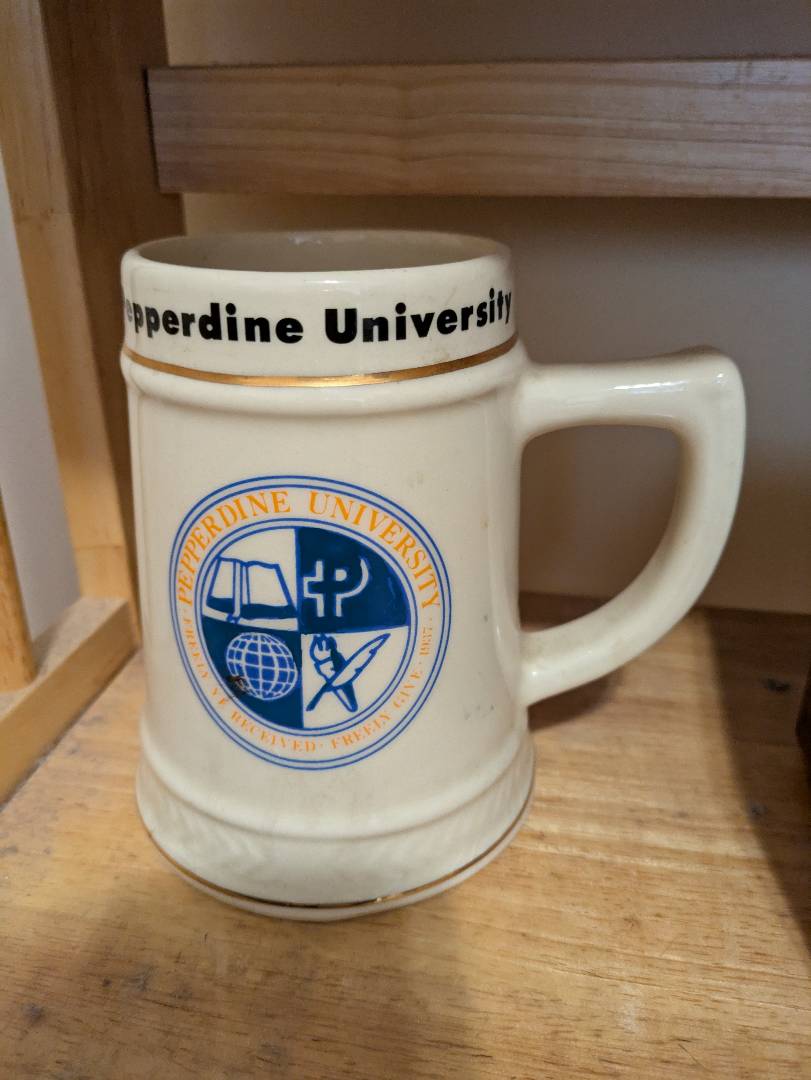 epperdine University
PEPPERDINE UNIVERSITY
FREELY YE RECEIVED · FREELY GIVE · 1937 ·